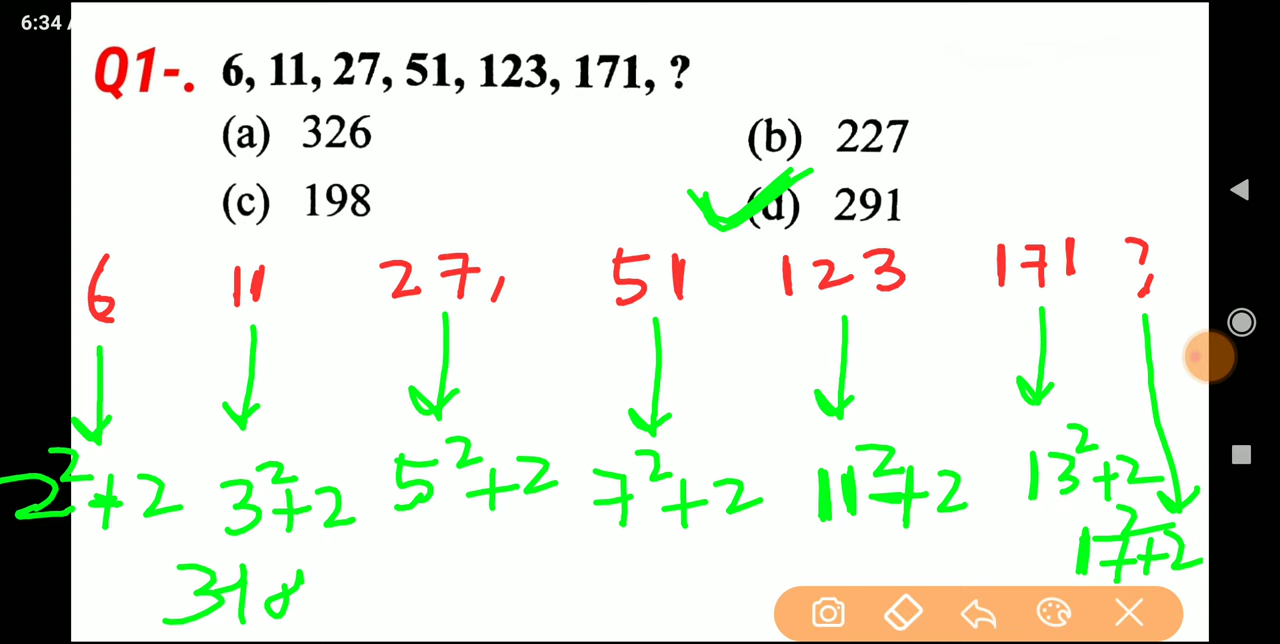 6:34
Q1-. 6, 11, 27, 51, 123, 171, ?
(a) 326 (b) 227
(c) 198 (d) 291
6 11 27, 51 123 171 ?
2²+2 3²+2 5²+2 7²+2 11²+2 13²+2
17²+2
318